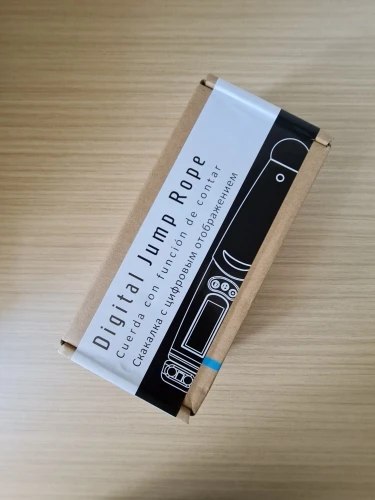 Digital Jump Rope
Cuerda con función de contar
Скакалка с цифровым отображением